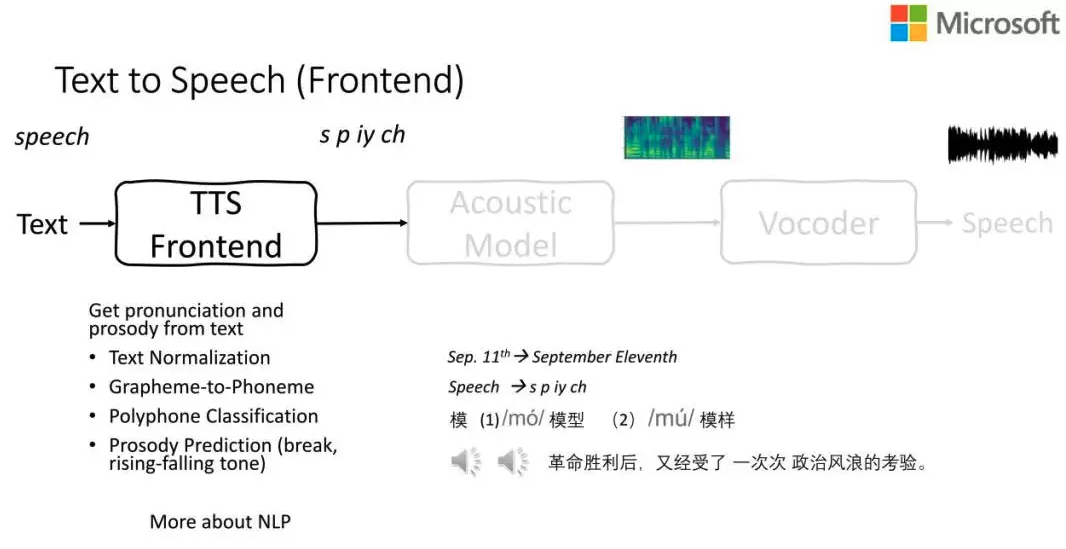 Microsoft
Text to Speech (Frontend)
speech
s p iy ch
Text
TTS
Frontend
Acoustic
Model
Vocoder
Speech
Get pronunciation and
prosody from text
• Text Normalization
Sep. 11th → September Eleventh
• Grapheme-to-Phoneme
Speech → s p iy ch
• Polyphone Classification
模 (1) /mó/ 模型 （2） /mú/ 模样
• Prosody Prediction (break,
rising-falling tone)
革命胜利后，又经受了 一次次 政治风浪的考验。
More about NLP